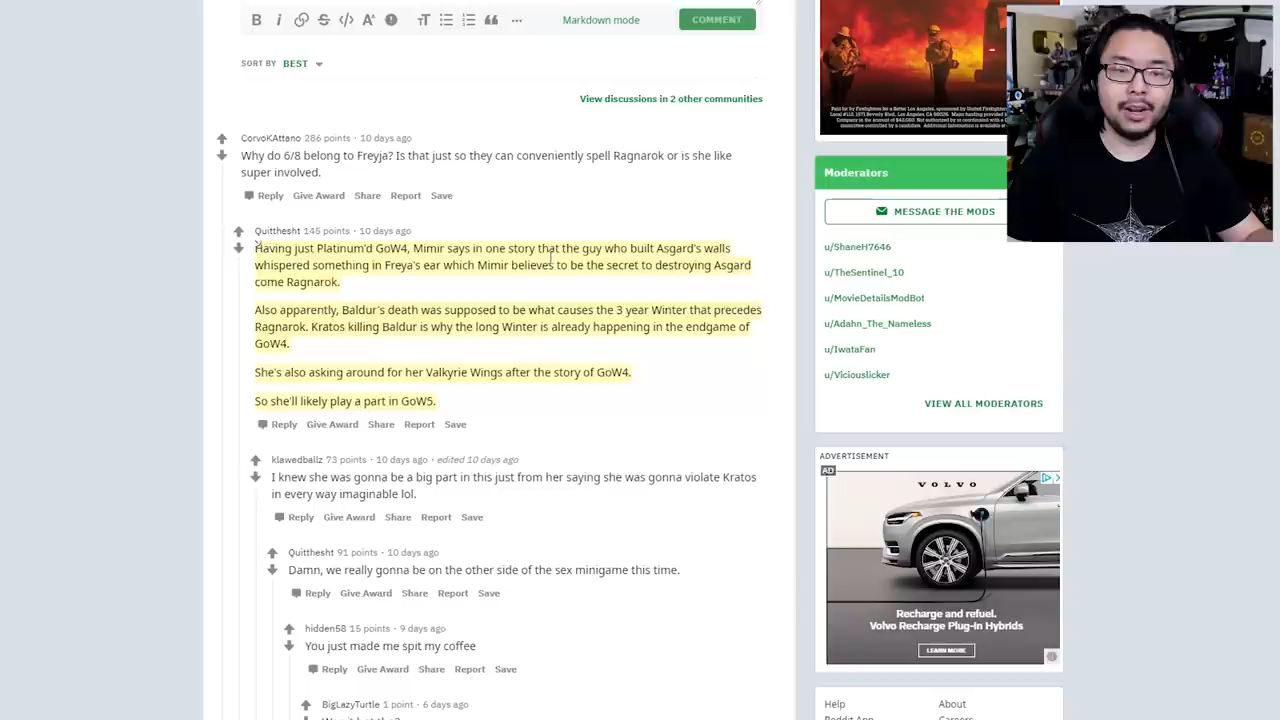 B i
Markdown mode
COMMENT
SORT BY BEST
View discussions in 2 other communities
CorvoKAttano 286 points · 10 days ago
Why do 6/8 belong to Freyja? Is that just so they can conveniently spell Ragnarok or is she like
super involved.
Reply Give Award Share Report Save
Quitthesht 145 points · 10 days ago
Having just Platinum'd GoW4, Mimir says in one story that the guy who built Asgard's walls
whispered something in Freya's ear which Mimir believes to be the secret to destroying Asgard
come Ragnarok.
Also apparently, Baldur's death was supposed to be what causes the 3 year Winter that precedes
Ragnarok. Kratos killing Baldur is why the long Winter is already happening in the endgame of
GoW4.
She's also asking around for her Valkyrie Wings after the story of GoW4.
So she'll likely play a part in GoW5.
Reply Give Award Share Report Save
klawedballz 73 points · 10 days ago · edited 10 days ago
I knew she was gonna be a big part in this just from her saying she was gonna violate Kratos
in every way imaginable lol.
Reply Give Award Share Report Save
Quitthesht 91 points · 10 days ago
Damn, we really gonna be on the other side of the sex minigame this time.
Reply Give Award Share Report Save
hidden58 15 points · 9 days ago
You just made me spit my coffee
Reply Give Award Share Report Save
BigLazyTurtle 1 point · 6 days ago
Moderators
MESSAGE THE MODS
u/ShaneH7646
u/TheSentinel_10
u/MovieDetailsModBot
u/Adahn_The_Nameless
u/IwataFan
u/Viciouslicker
VIEW ALL MODERATORS
ADVERTISEMENT
AD
VOLVO
Recharge and refuel.
Volvo Recharge Plug-in Hybrids
LEARN MORE
Help About
Reddit App Careers